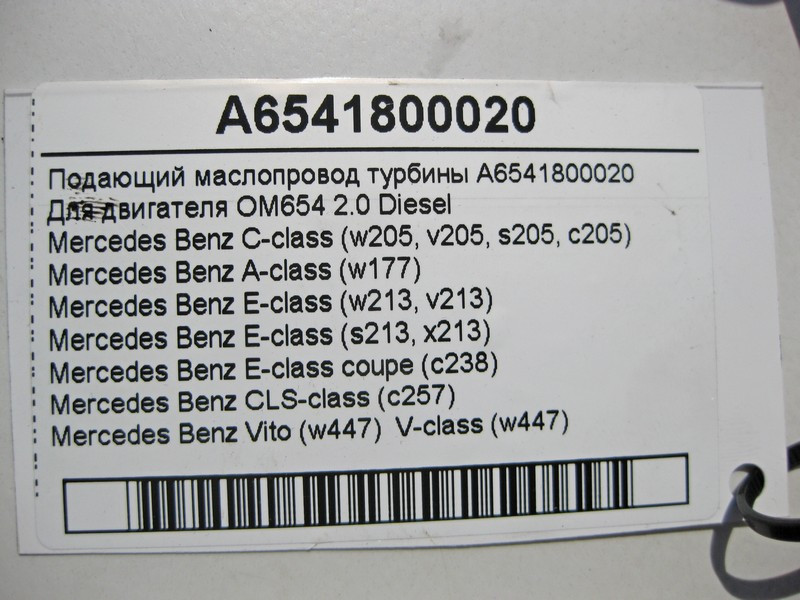 A6541800020
Подающий маслопровод турбины A6541800020
Для двигателя OM654 2.0 Diesel
Mercedes Benz C-class (w205, v205, s205, c205)
Mercedes Benz A-class (w177)
Mercedes Benz E-class (w213, v213)
Mercedes Benz E-class (s213, x213)
Mercedes Benz E-class coupe (c238)
Mercedes Benz CLS-class (c257)
Mercedes Benz Vito (w447) V-class (w447)